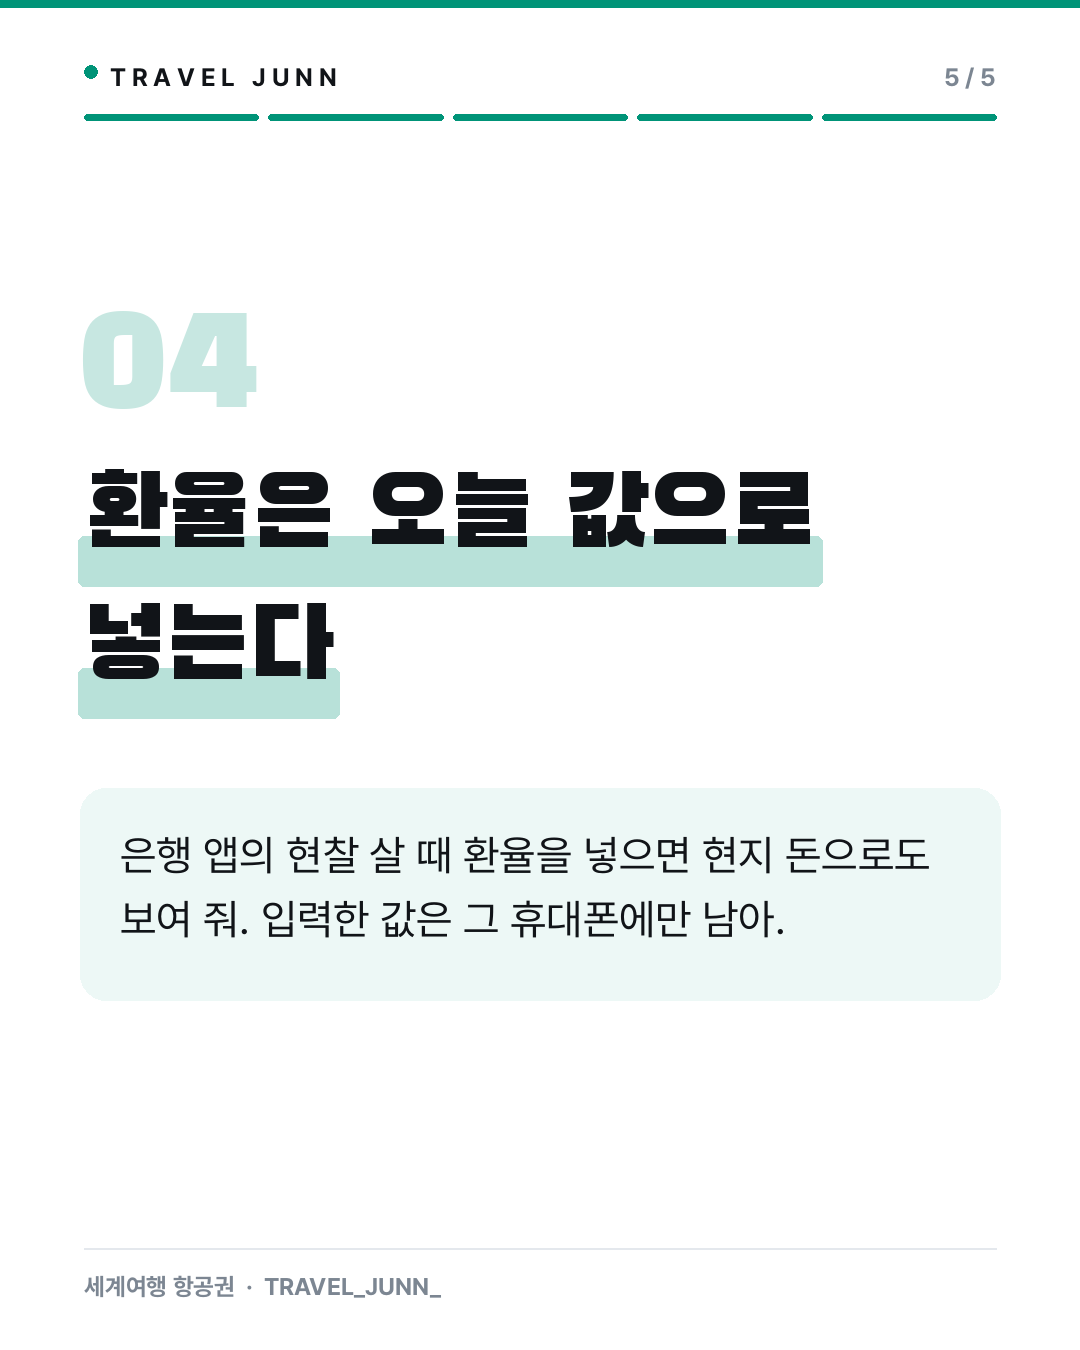 TRAVEL JUNN
5 / 5
04
환율은 오늘 값으로
넣는다
은행 앱의 현찰 살 때 환율을 넣으면 현지 돈으로도
보여 줘. 입력한 값은 그 휴대폰에만 남아.
세계여행 항공권 · TRAVEL_JUNN_